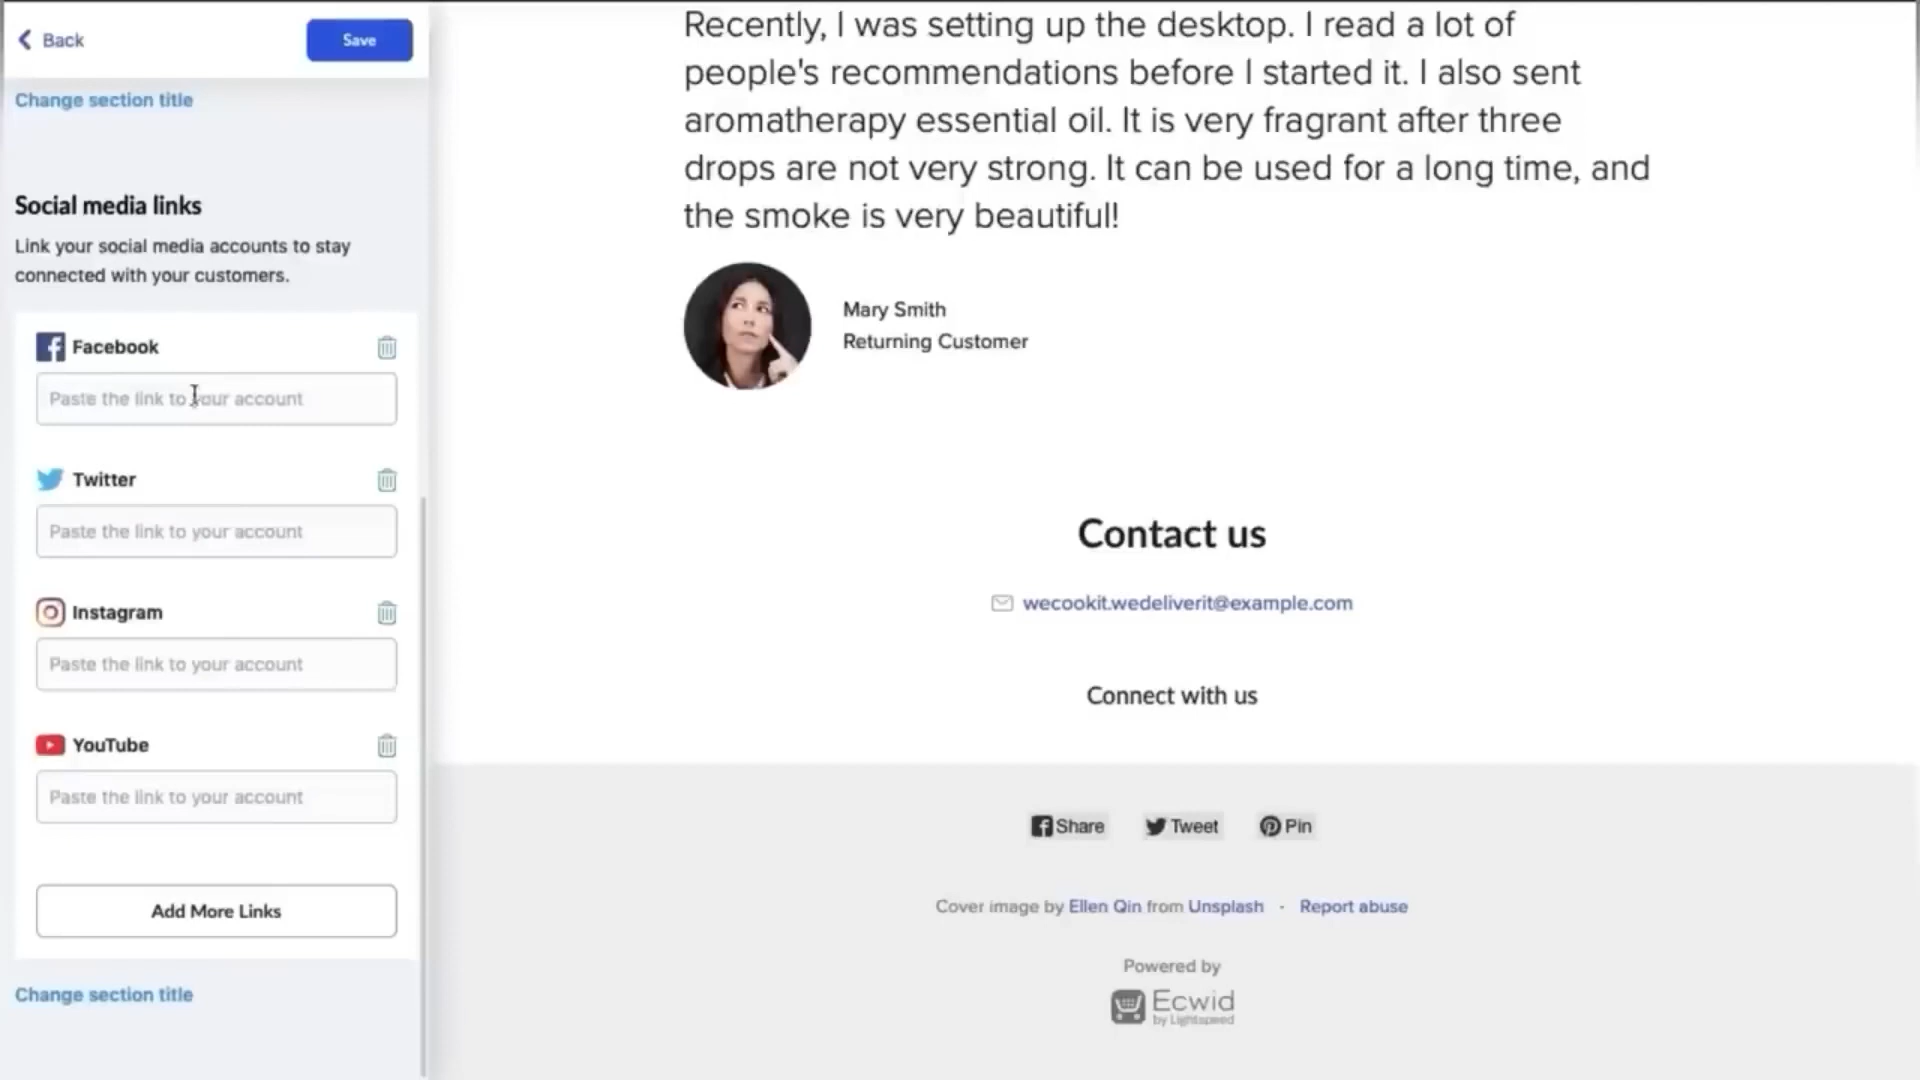 Back
Save
Change section title
Social media links
Link your social media accounts to stay
connected with your customers.
Facebook
Paste the link to your account
Twitter
Paste the link to your account
Instagram
Paste the link to your account
YouTube
Paste the link to your account
Add More Links
Change section title
Recently, I was setting up the desktop. I read a lot of
people's recommendations before I started it. I also sent
aromatherapy essential oil. It is very fragrant after three
drops are not very strong. It can be used for a long time, and
the smoke is very beautiful!
Mary Smith
Returning Customer
Contact us
wecookit.wedeliverit@example.com
Connect with us
Share Tweet Pin
Cover image by Ellen Qin from Unsplash · Report abuse
Powered by
Ecwid
by Lightspeed